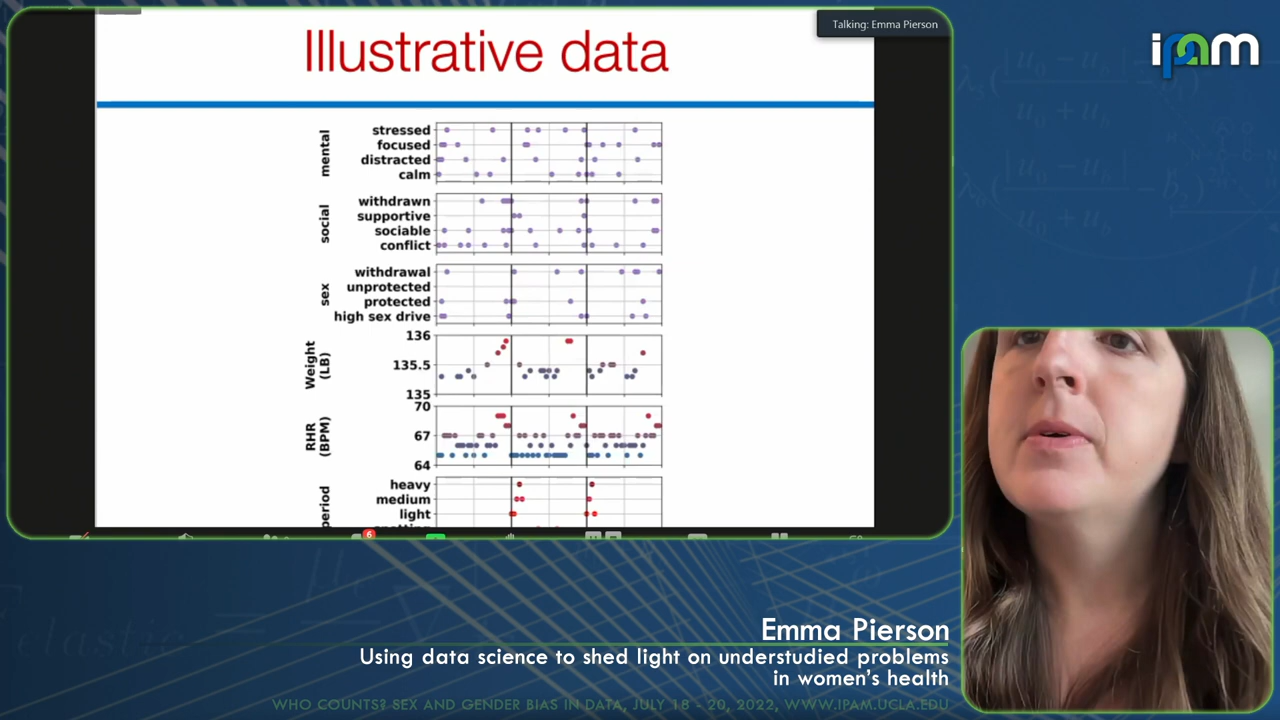 Talking: Emma Pierson
ipam
Illustrative data
mental
stressed
focused
distracted
calm
social
withdrawn
supportive
sociable
conflict
sex
withdrawal
unprotected
protected
high sex drive
Weight
(LB)
136
135.5
135
RHR
(BPM)
70
67
64
period
heavy
medium
light
spotting
6
Emma Pierson
Using data science to shed light on understudied problems
in women's health
WHO COUNTS? SEX AND GENDER BIAS IN DATA, JULY 18 - 20, 2022, WWW.IPAM.UCLA.EDU